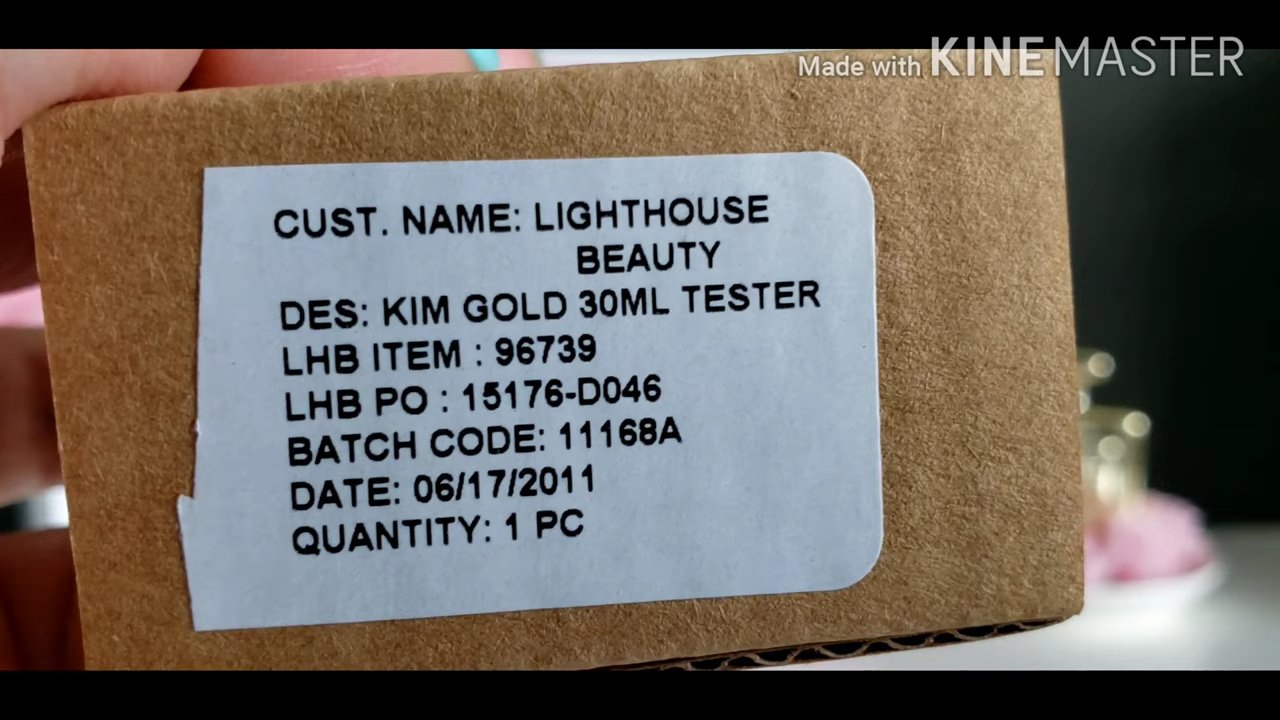 Made with KINEMASTER
CUST. NAME: LIGHTHOUSE
BEAUTY
DES: KIM GOLD 30ML TESTER
LHB ITEM : 96739
LHB PO : 15176-D046
BATCH CODE: 11168A
DATE: 06/17/2011
QUANTITY: 1 PC